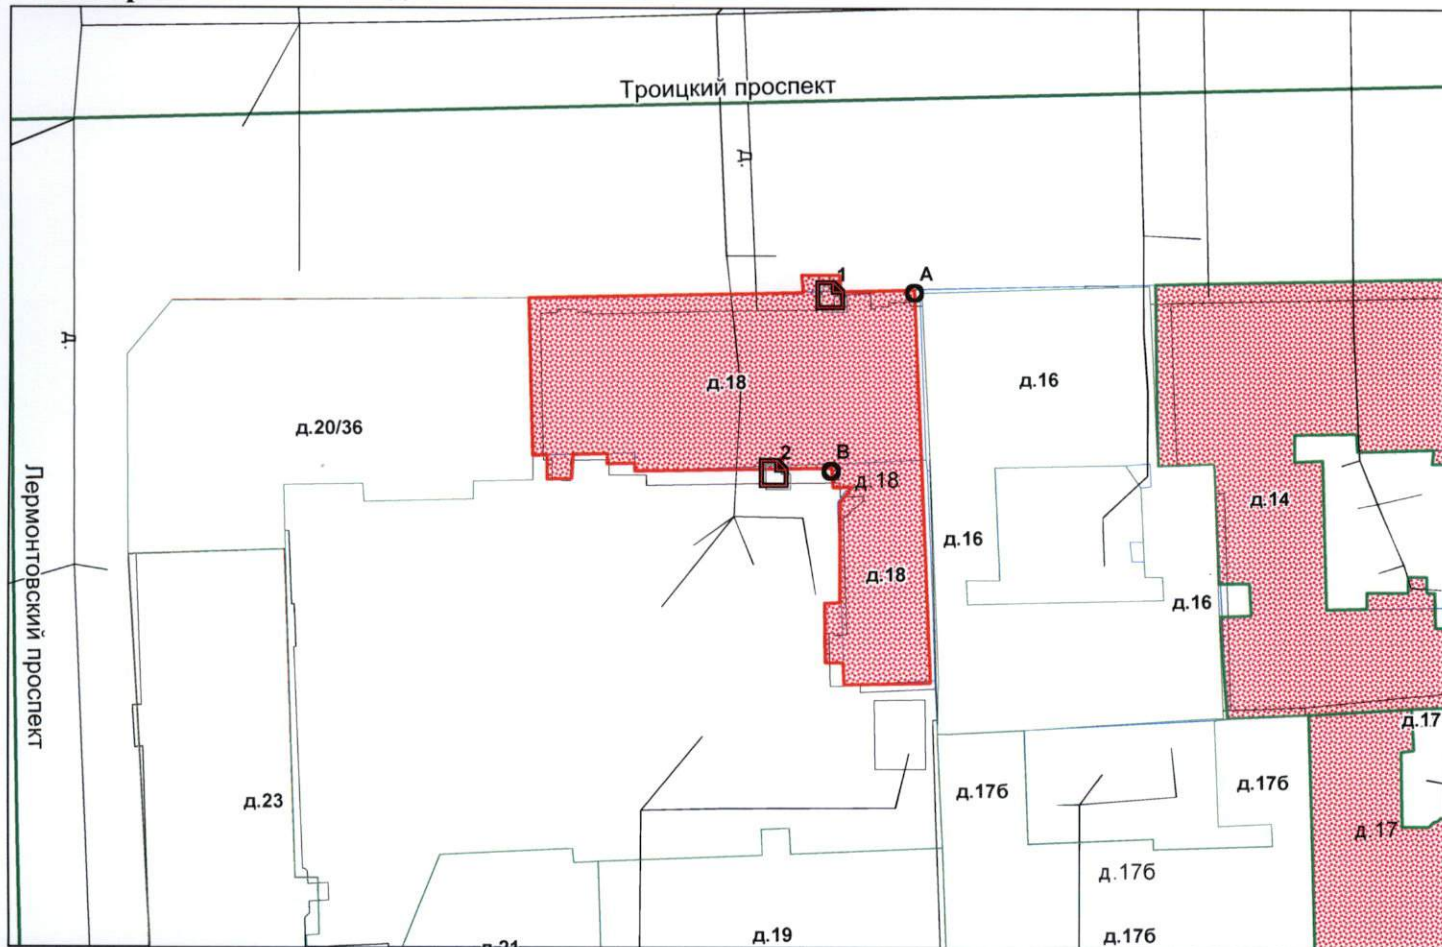 Троицкий проспект
д.
1
A
д.
д.18
д.16
д.20/36
2
B
д. 18
д.14
Лермонтовский проспект
д.16
д.18
д.16
д.17
д.23
д.17б
д.17б
д. 17
д.17б
д.19
д.17б